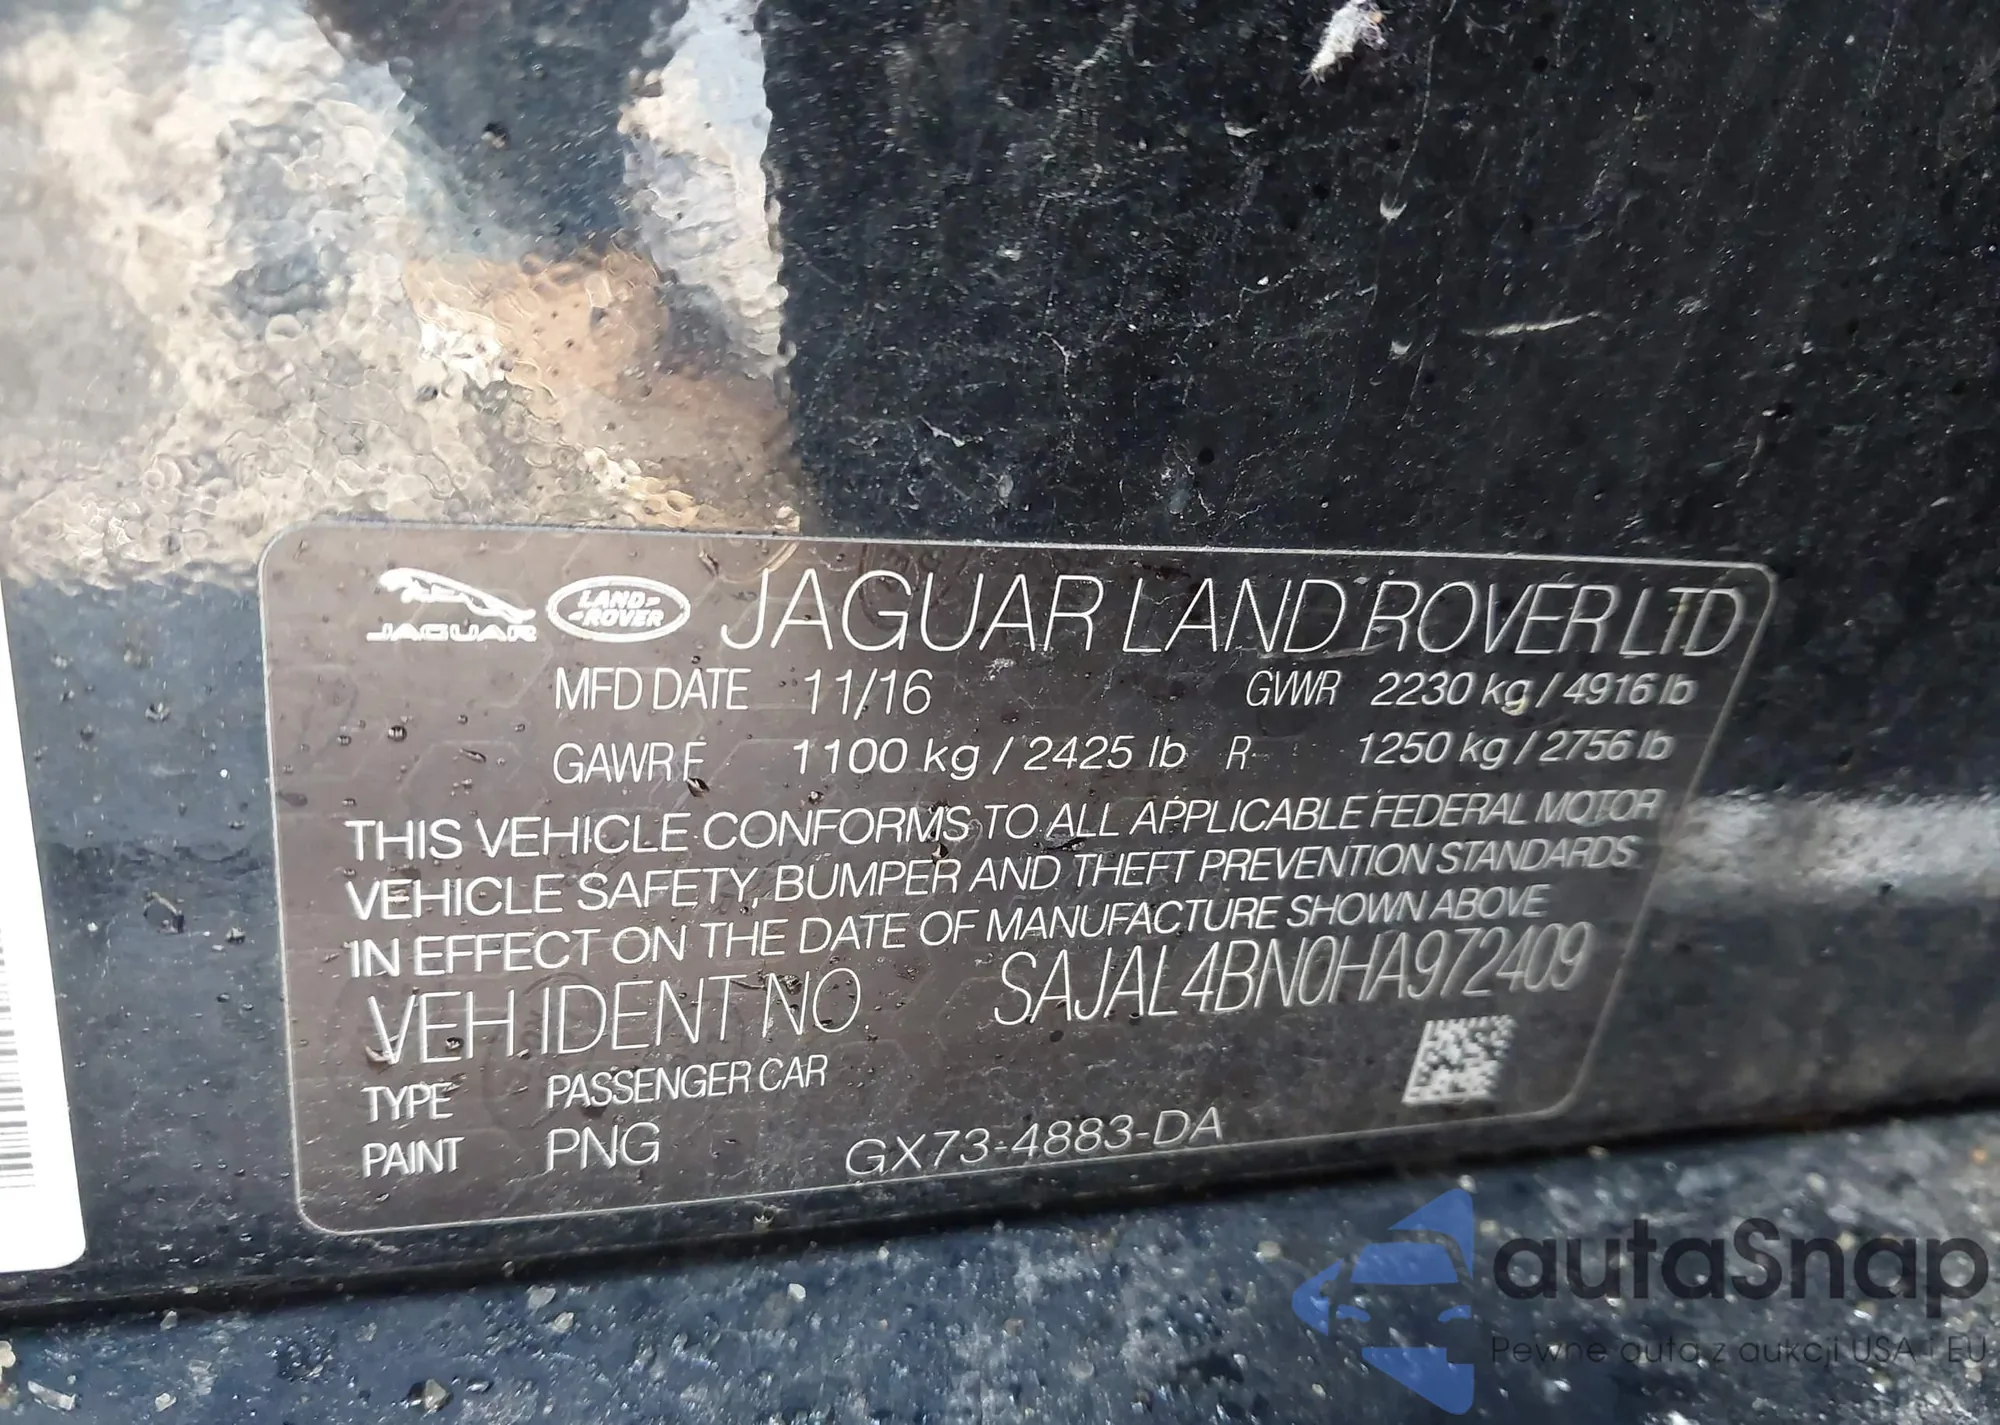 JAGUAR LAND ROVER JAGUAR LAND ROVER LTD
MFD DATE 11/16 GVWR 2230 kg / 4916 lb
GAWR F 1100 kg / 2425 lb R 1250 kg / 2756 lb
THIS VEHICLE CONFORMS TO ALL APPLICABLE FEDERAL MOTOR
VEHICLE SAFETY, BUMPER AND THEFT PREVENTION STANDARDS
IN EFFECT ON THE DATE OF MANUFACTURE SHOWN ABOVE
VEH IDENT NO. SAJAL4BN0HA972409
TYPE PASSENGER CAR
PAINT PNG GX73-4883-DA
autaSnap
Pewne auta z aukcji USA i EU